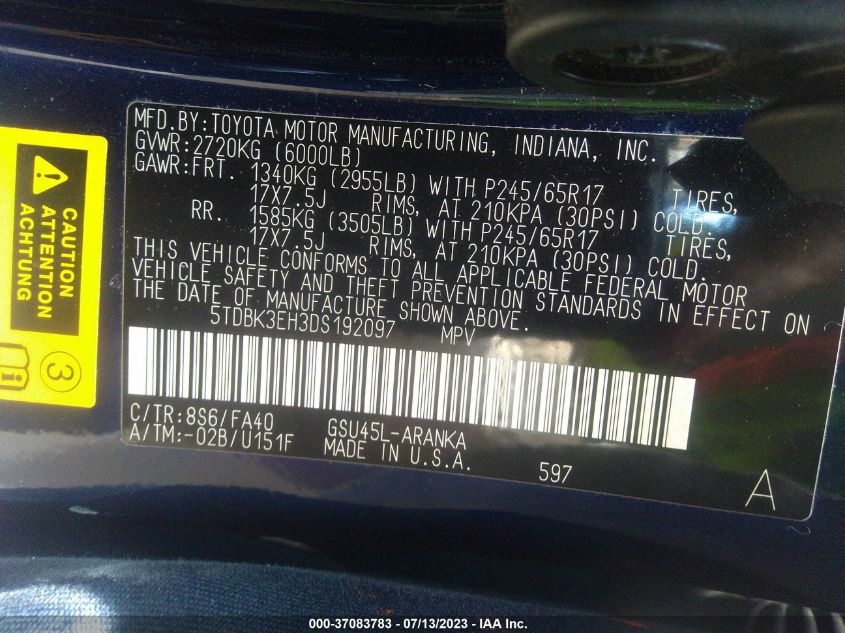 MFD.BY:TOYOTA MOTOR MANUFACTURING, INDIANA, INC.
GVWR:2720KG (6000LB)
GAWR:FRT. 1340KG (2955LB) WITH P245/65R17 TIRES,
17X7.5J RIMS, AT 210KPA (30PSI) COLD.
RR. 1585KG (3505LB) WITH P245/65R17 TIRES,
17X7.5J RIMS, AT 210KPA (30PSI) COLD.
THIS VEHICLE CONFORMS TO ALL APPLICABLE FEDERAL MOTOR
VEHICLE SAFETY AND THEFT PREVENTION STANDARDS IN EFFECT ON
THE DATE OF MANUFACTURE SHOWN ABOVE.
5TDBK3EH3DS192097 MPV
C/TR:8S6/FA40 GSU45L-ARANKA
A/TM:-02B/U151F MADE IN U.S.A.
597
A
CAUTION
ATTENTION
ACHTUNG
3
000-37083783 - 07/13/2023 - IAA Inc.